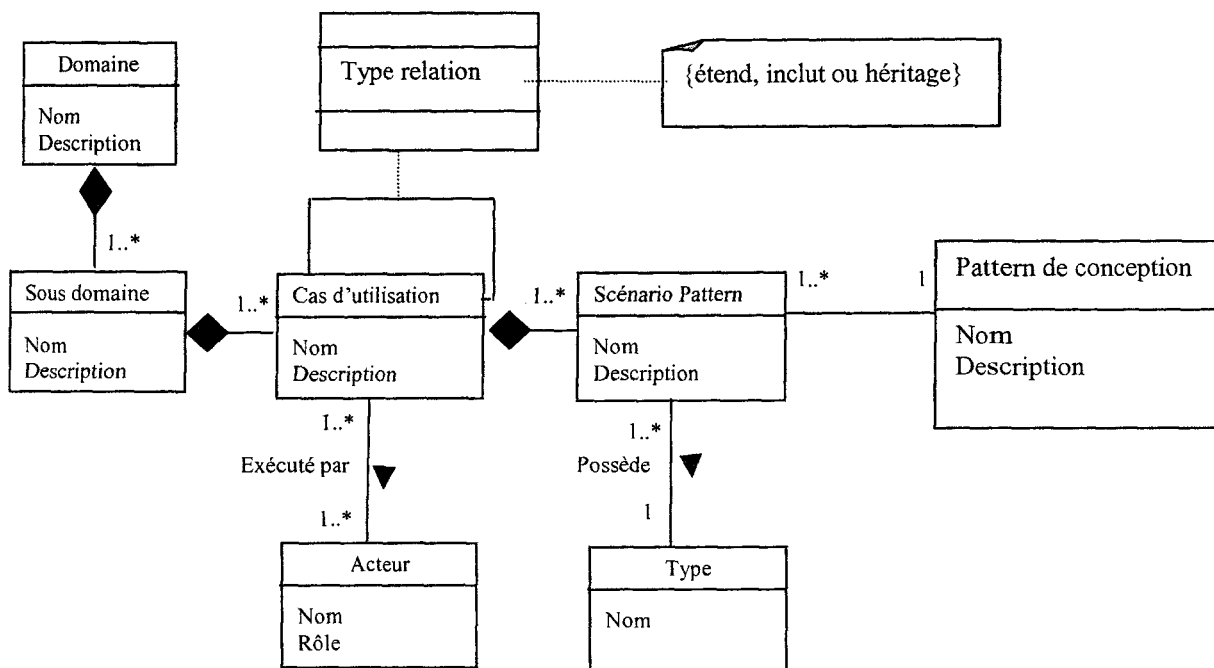 Domaine
Nom
Description
Type relation
{étend, inclut ou héritage}
1..*
Sous domaine
Nom
Description
1..*
Cas d'utilisation
Nom
Description
1..*
Scénario Pattern
Nom
Description
1..*
1
Pattern de conception
Nom
Description
1..*
Exécuté par
1..*
1..*
Possède
1
Acteur
Nom
Rôle
Type
Nom